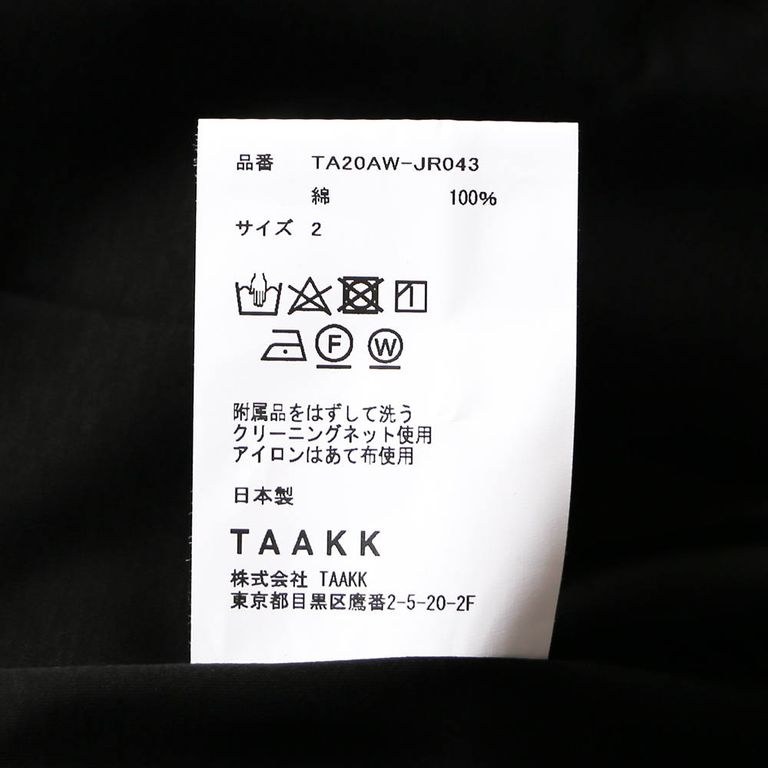 品番 TA20AW-JR043
綿 100%
サイズ 2
F W
附属品をはずして洗う
クリーニングネット使用
アイロンはあて布使用
日本製
TAAKK
株式会社 TAAKK
東京都目黒区鷹番2-5-20-2F